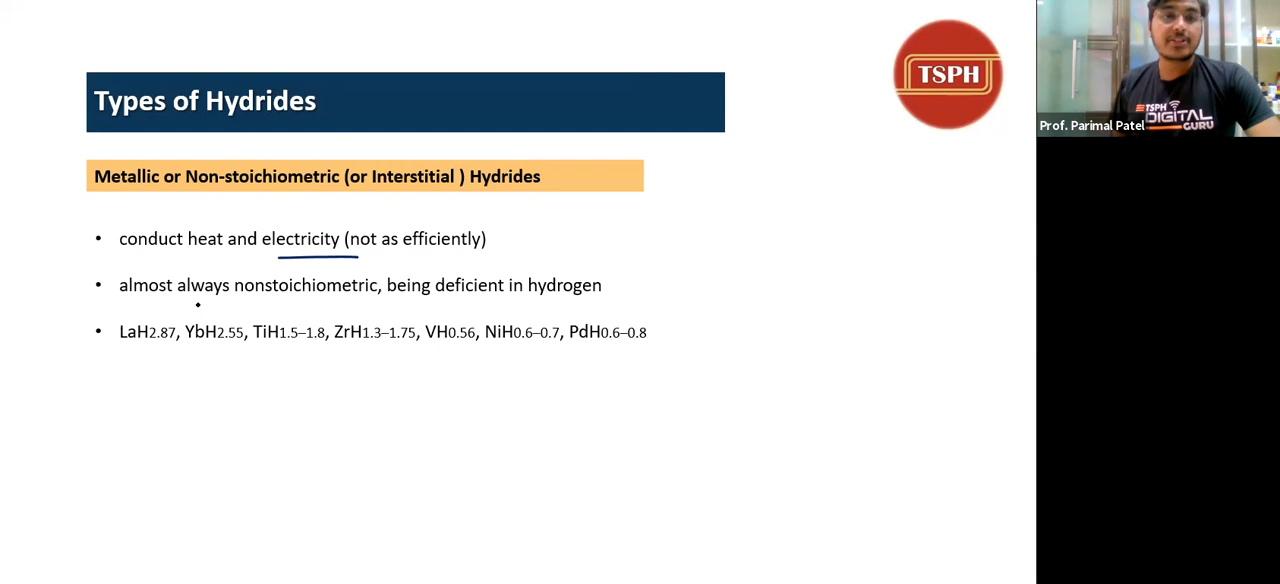 TSPH
Types of Hydrides
TSPH
DIGITAL
GURU
Prof. Parimal Patel
Metallic or Non-stoichiometric (or Interstitial ) Hydrides
• conduct heat and electricity (not as efficiently)
• almost always nonstoichiometric, being deficient in hydrogen
• LaH2.87, YbH2.55, TiH1.5–1.8, ZrH1.3–1.75, VH0.56, NiH0.6–0.7, PdH0.6–0.8